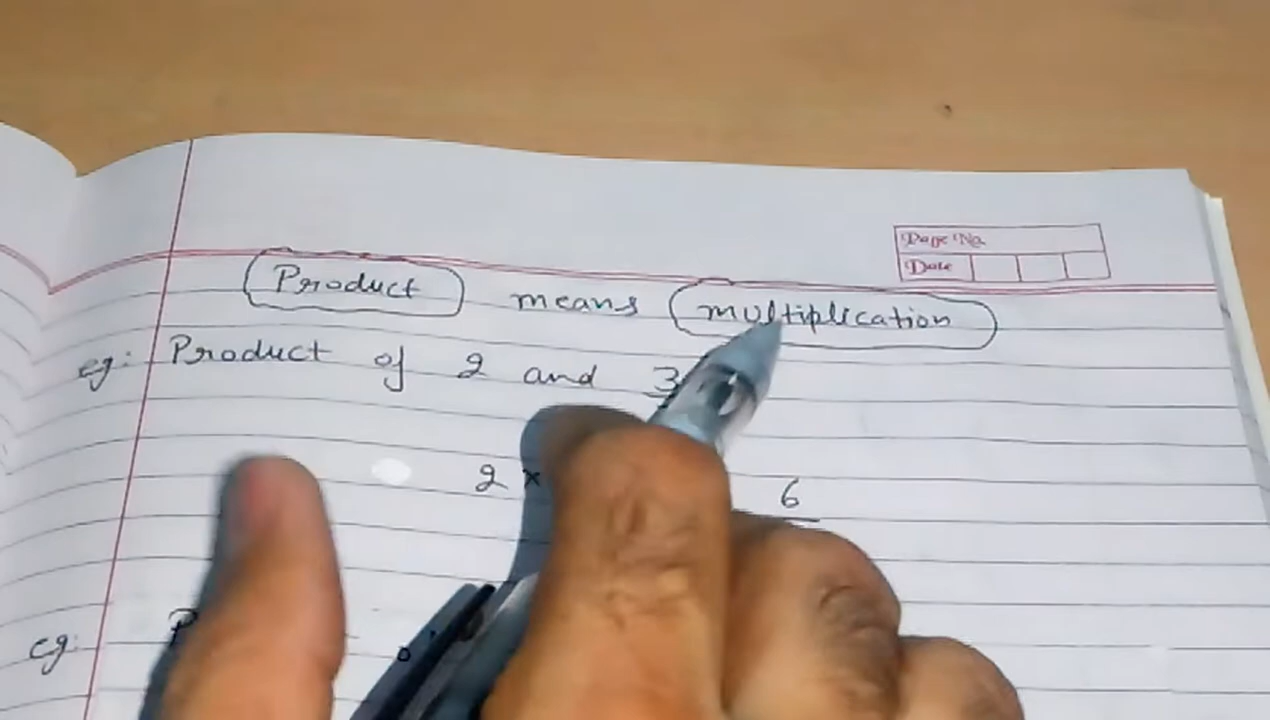 Page No.
Date
Product means multiplication
eg: Product of 2 and 3
2 × 6
eg: